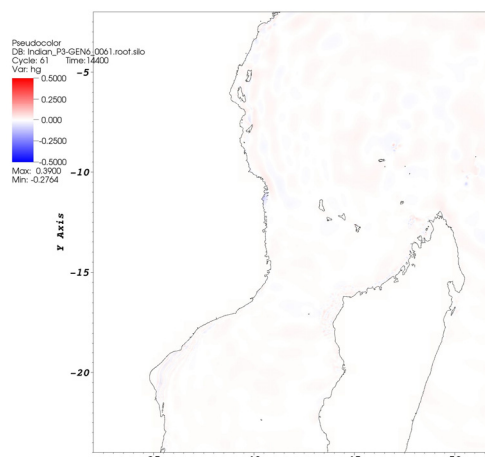 Pseudocolor
DB: Indian_P3-GEN6_0061.root.silo
Cycle: 61 Time:14400
Var: hg
0.5000
0.2500
0.000
-0.2500
-0.5000
Max: 0.3900
Min: -0.2764
-5
-10
-15
-20
Y Axis